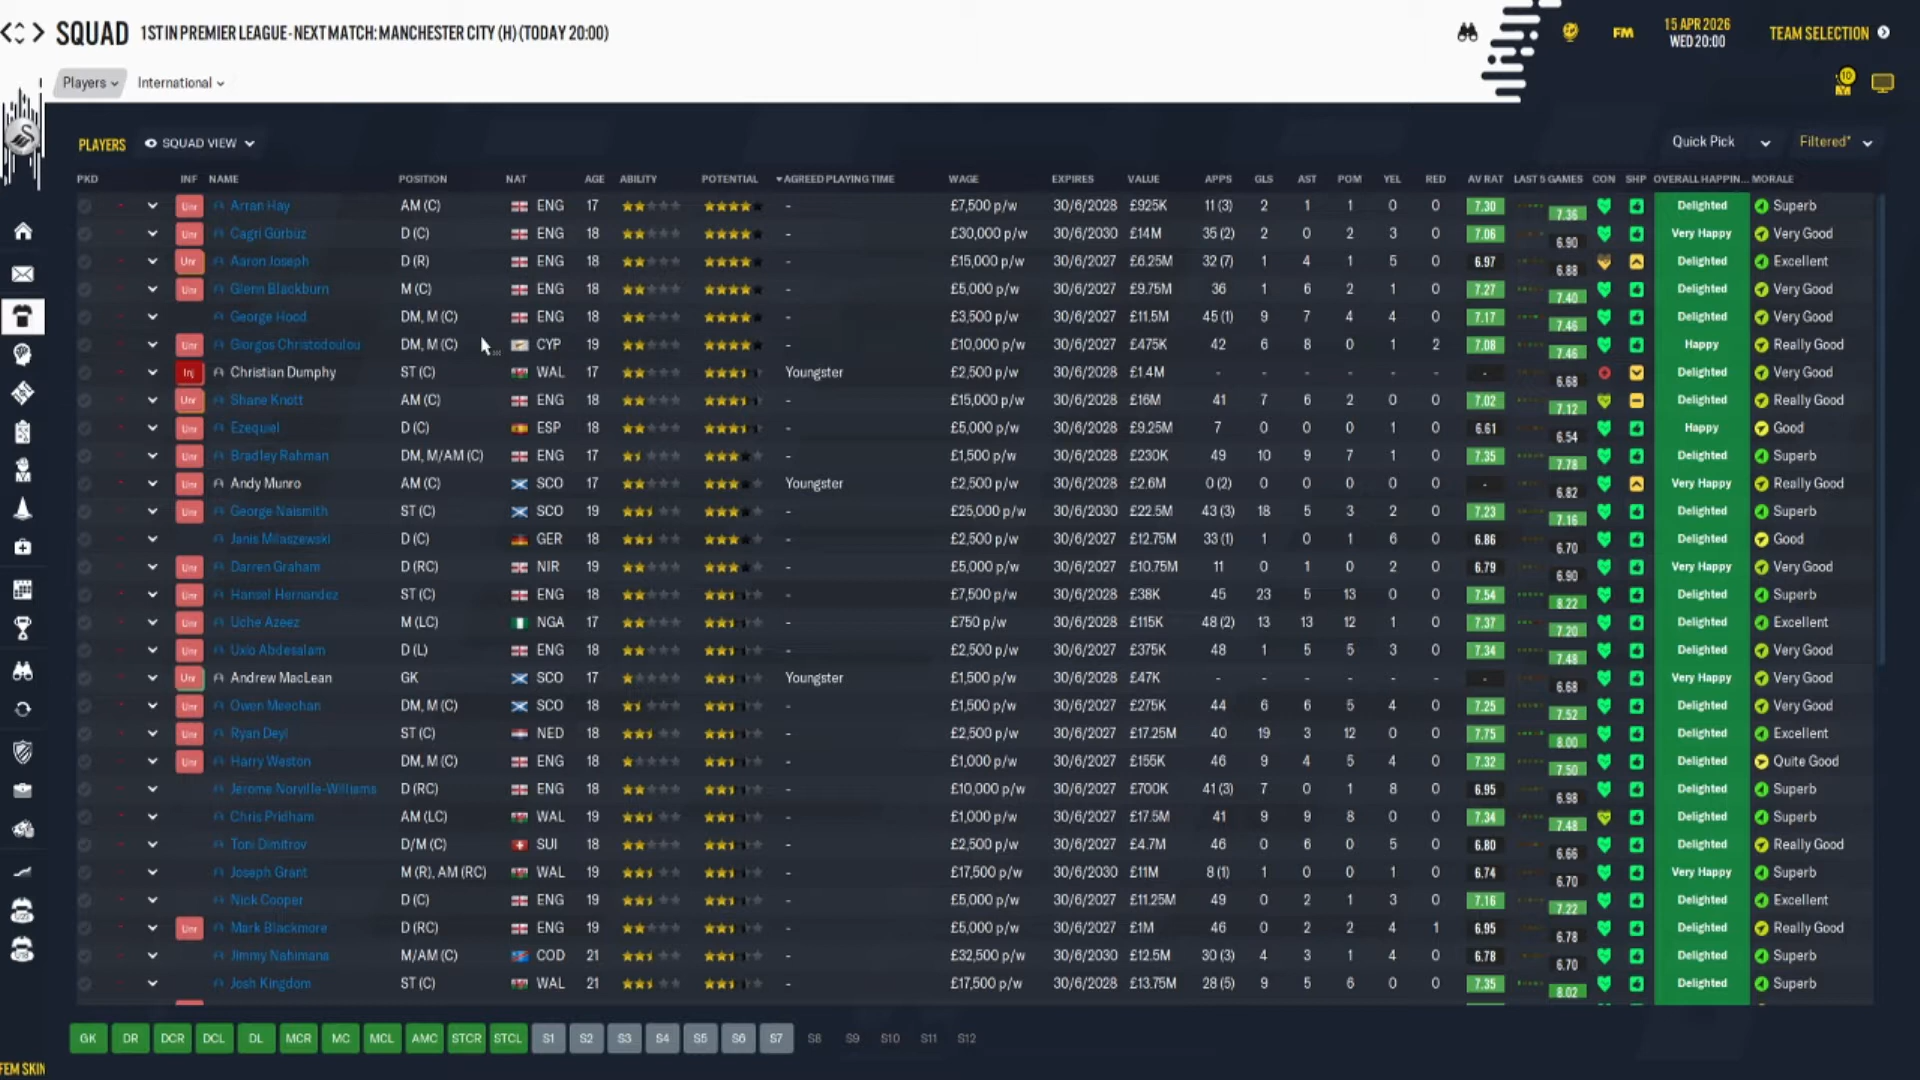 SQUAD 1ST IN PREMIER LEAGUE - NEXT MATCH: MANCHESTER CITY (H) (TODAY 20:00)
FM 15 APR 2026 WED 20:00 TEAM SELECTION
Players International
10
PLAYERS SQUAD VIEW Quick Pick Filtered*
PKD INF NAME POSITION NAT AGE ABILITY POTENTIAL AGREED PLAYING TIME WAGE EXPIRES VALUE APPS GLS AST POM YEL RED AV RAT LAST 5 GAMES CON SHP OVERALL HAPPIN... MORALE
Unr Arran Hay AM (C) ENG 17 - £7,500 p/w 30/6/2028 £925K 11 (3) 2 1 1 0 0 7.30 7.36 Delighted Superb
Unr Cagri Gürbüz D (C) ENG 18 - £30,000 p/w 30/6/2030 £14M 35 (2) 2 0 2 3 0 7.06 6.90 Very Happy Very Good
Unr Aaron Joseph D (R) ENG 18 - £15,000 p/w 30/6/2027 £6.25M 32 (7) 1 4 1 5 0 6.97 6.88 Delighted Excellent
Unr Glenn Blackburn M (C) ENG 18 - £5,000 p/w 30/6/2027 £9.75M 36 1 6 2 1 0 7.27 7.40 Delighted Very Good
George Hood DM, M (C) ENG 18 - £3,500 p/w 30/6/2027 £11.5M 45 (1) 9 7 4 4 0 7.17 7.46 Delighted Very Good
Unr Giorgos Christodoulou DM, M (C) CYP 19 - £10,000 p/w 30/6/2027 £475K 42 6 8 0 1 2 7.08 7.46 Happy Really Good
Inj Christian Dumphy ST (C) WAL 17 Youngster £2,500 p/w 30/6/2028 £1.4M - - - - - - - 6.68 Delighted Very Good
Unr Shane Knott AM (C) ENG 18 - £15,000 p/w 30/6/2028 £16M 41 7 6 2 0 0 7.02 7.12 Delighted Really Good
Unr Ezequiel D (C) ESP 18 - £5,000 p/w 30/6/2028 £9.25M 7 0 0 0 1 0 6.61 6.54 Happy Good
Unr Bradley Rahman DM, M/AM (C) ENG 17 - £1,500 p/w 30/6/2028 £230K 49 10 9 7 1 0 7.35 7.78 Delighted Superb
Unr Andy Munro AM (C) SCO 17 Youngster £2,500 p/w 30/6/2028 £2.6M 0 (2) 0 0 0 0 0 - 6.82 Very Happy Really Good
Unr George Naismith ST (C) SCO 19 - £25,000 p/w 30/6/2030 £22.5M 43 (3) 18 5 3 2 0 7.23 7.16 Delighted Superb
Janis Milaszewski D (C) GER 18 - £2,500 p/w 30/6/2027 £12.75M 33 (1) 1 0 1 6 0 6.86 6.70 Delighted Good
Unr Darren Graham D (RC) NIR 19 - £5,000 p/w 30/6/2028 £10.75M 11 0 1 0 2 0 6.79 6.90 Very Happy Very Good
Unr Hansel Hernandez ST (C) ENG 18 - £7,500 p/w 30/6/2028 £38K 45 23 5 13 0 0 7.54 8.22 Delighted Superb
Unr Uche Azeez M (LC) NGA 17 - £750 p/w 30/6/2028 £115K 48 (2) 13 13 12 1 0 7.37 7.20 Delighted Excellent
Unr Uxio Abdesalam D (L) ENG 18 - £2,500 p/w 30/6/2027 £375K 48 1 5 5 3 0 7.34 7.48 Delighted Very Good
Unr Andrew MacLean GK SCO 17 Youngster £1,500 p/w 30/6/2028 £47K - - - - - - - 6.68 Very Happy Very Good
Unr Owen Meechan DM, M (C) SCO 18 - £1,500 p/w 30/6/2027 £275K 44 6 6 5 4 0 7.25 7.52 Delighted Very Good
Unr Ryan Deyl ST (C) NED 18 - £2,500 p/w 30/6/2027 £17.25M 40 19 3 12 0 0 7.75 8.00 Delighted Excellent
Unr Harry Weston DM, M (C) ENG 18 - £1,000 p/w 30/6/2027 £155K 46 9 4 5 4 0 7.32 7.50 Delighted Quite Good
Jerome Norville-Williams D (RC) ENG 18 - £10,000 p/w 30/6/2027 £700K 41 (3) 7 0 1 8 0 6.95 6.98 Delighted Superb
Chris Pridham AM (LC) WAL 19 - £1,000 p/w 30/6/2027 £17.5M 41 9 9 8 0 0 7.34 7.48 Delighted Superb
Toni Dimitrov D/M (C) SUI 18 - £2,500 p/w 30/6/2027 £4.7M 46 0 6 0 5 0 6.80 6.66 Delighted Really Good
Joseph Grant M (R), AM (RC) WAL 19 - £17,500 p/w 30/6/2030 £11M 8 (1) 1 0 0 1 0 6.74 6.70 Very Happy Superb
Nick Cooper D (C) ENG 19 - £5,000 p/w 30/6/2027 £11.25M 49 0 2 1 3 0 7.16 7.22 Delighted Excellent
Unr Mark Blackmore D (RC) ENG 19 - £5,000 p/w 30/6/2027 £1M 46 0 2 2 4 1 6.95 6.78 Delighted Really Good
Jimmy Nahimana M/AM (C) COD 21 - £32,500 p/w 30/6/2030 £12.5M 30 (3) 4 3 1 4 0 6.78 6.70 Delighted Superb
Josh Kingdom ST (C) WAL 21 - £17,500 p/w 30/6/2028 £13.75M 28 (5) 9 5 6 0 0 7.35 8.02 Delighted Superb
GK DR DCR DCL DL MCR MC MCL AMC STCR STCL S1 S2 S3 S4 S5 S6 S7 S8 S9 S10 S11 S12
FEM SKIN